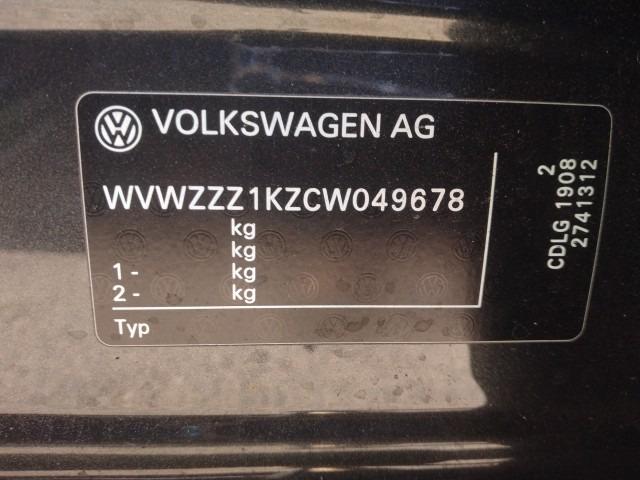 VOLKSWAGEN AG
WVWZZZ1KZCW049678
kg
kg
1 - kg
2 - kg
Typ
2
CDLG 1908
2741312